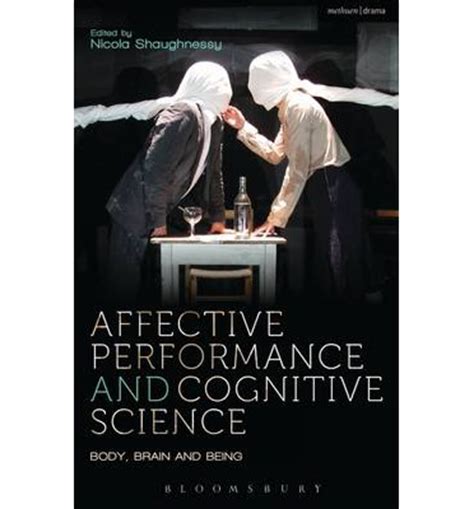 methuen | drama
Edited by
Nicola Shaughnessy
AFFECTIVE
PERFORMANCE
AND COGNITIVE
SCIENCE
BODY, BRAIN AND BEING
BLOOMSBURY